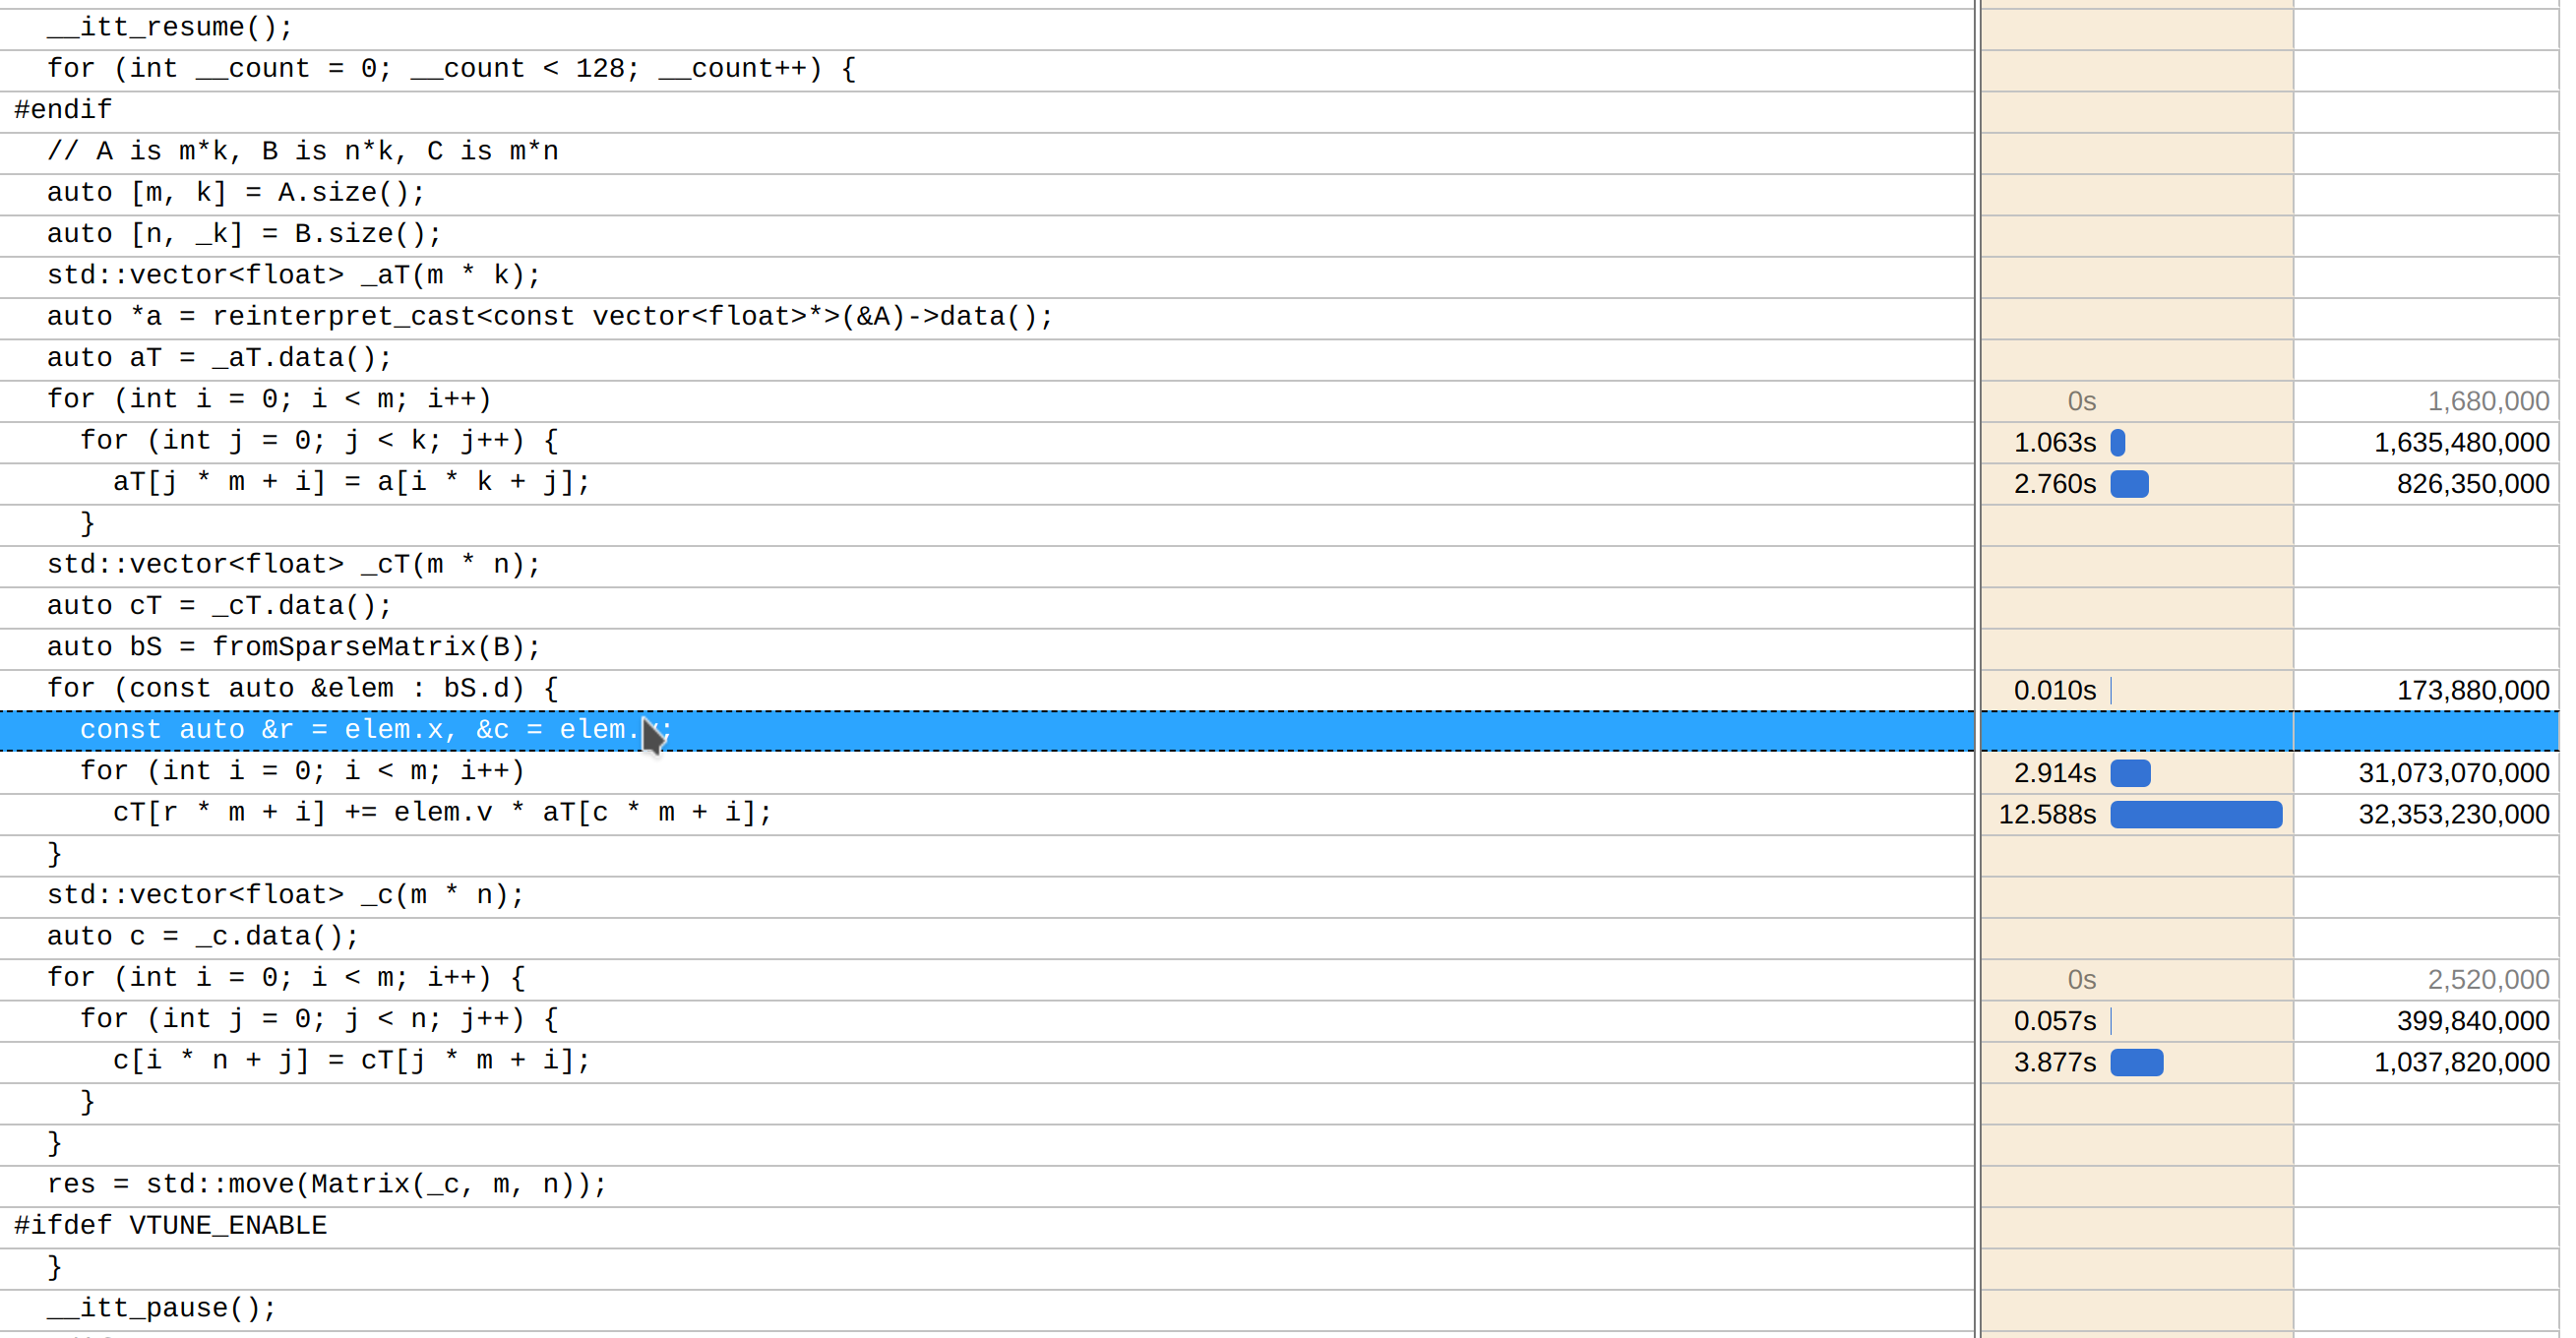 __itt_resume();
for (int __count = 0; __count < 128; __count++) {
#endif
// A is m*k, B is n*k, C is m*n
auto [m, k] = A.size();
auto [n, _k] = B.size();
std::vector<float> _aT(m * k);
auto *a = reinterpret_cast<const vector<float>*>(&A)->data();
auto aT = _aT.data();
for (int i = 0; i < m; i++) 0s 1,680,000
for (int j = 0; j < k; j++) { 1.063s 1,635,480,000
aT[j * m + i] = a[i * k + j]; 2.760s 826,350,000
}
std::vector<float> _cT(m * n);
auto cT = _cT.data();
auto bS = fromSparseMatrix(B);
for (const auto &elem : bS.d) { 0.010s 173,880,000
const auto &r = elem.x, &c = elem. ;
for (int i = 0; i < m; i++) 2.914s 31,073,070,000
cT[r * m + i] += elem.v * aT[c * m + i]; 12.588s 32,353,230,000
}
std::vector<float> _c(m * n);
auto c = _c.data();
for (int i = 0; i < m; i++) { 0s 2,520,000
for (int j = 0; j < n; j++) { 0.057s 399,840,000
c[i * n + j] = cT[j * m + i]; 3.877s 1,037,820,000
}
}
res = std::move(Matrix(_c, m, n));
#ifdef VTUNE_ENABLE
}
__itt_pause();